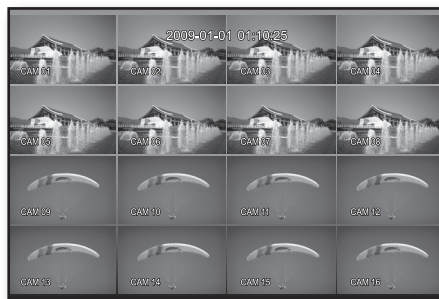 2009-01-01 01:10:25
CAM 01 CAM 02 CAM 03 CAM 04
CAM 05 CAM 06 CAM 07 CAM 08
CAM 09 CAM 10 CAM 11 CAM 12
CAM 13 CAM 14 CAM 15 CAM 16